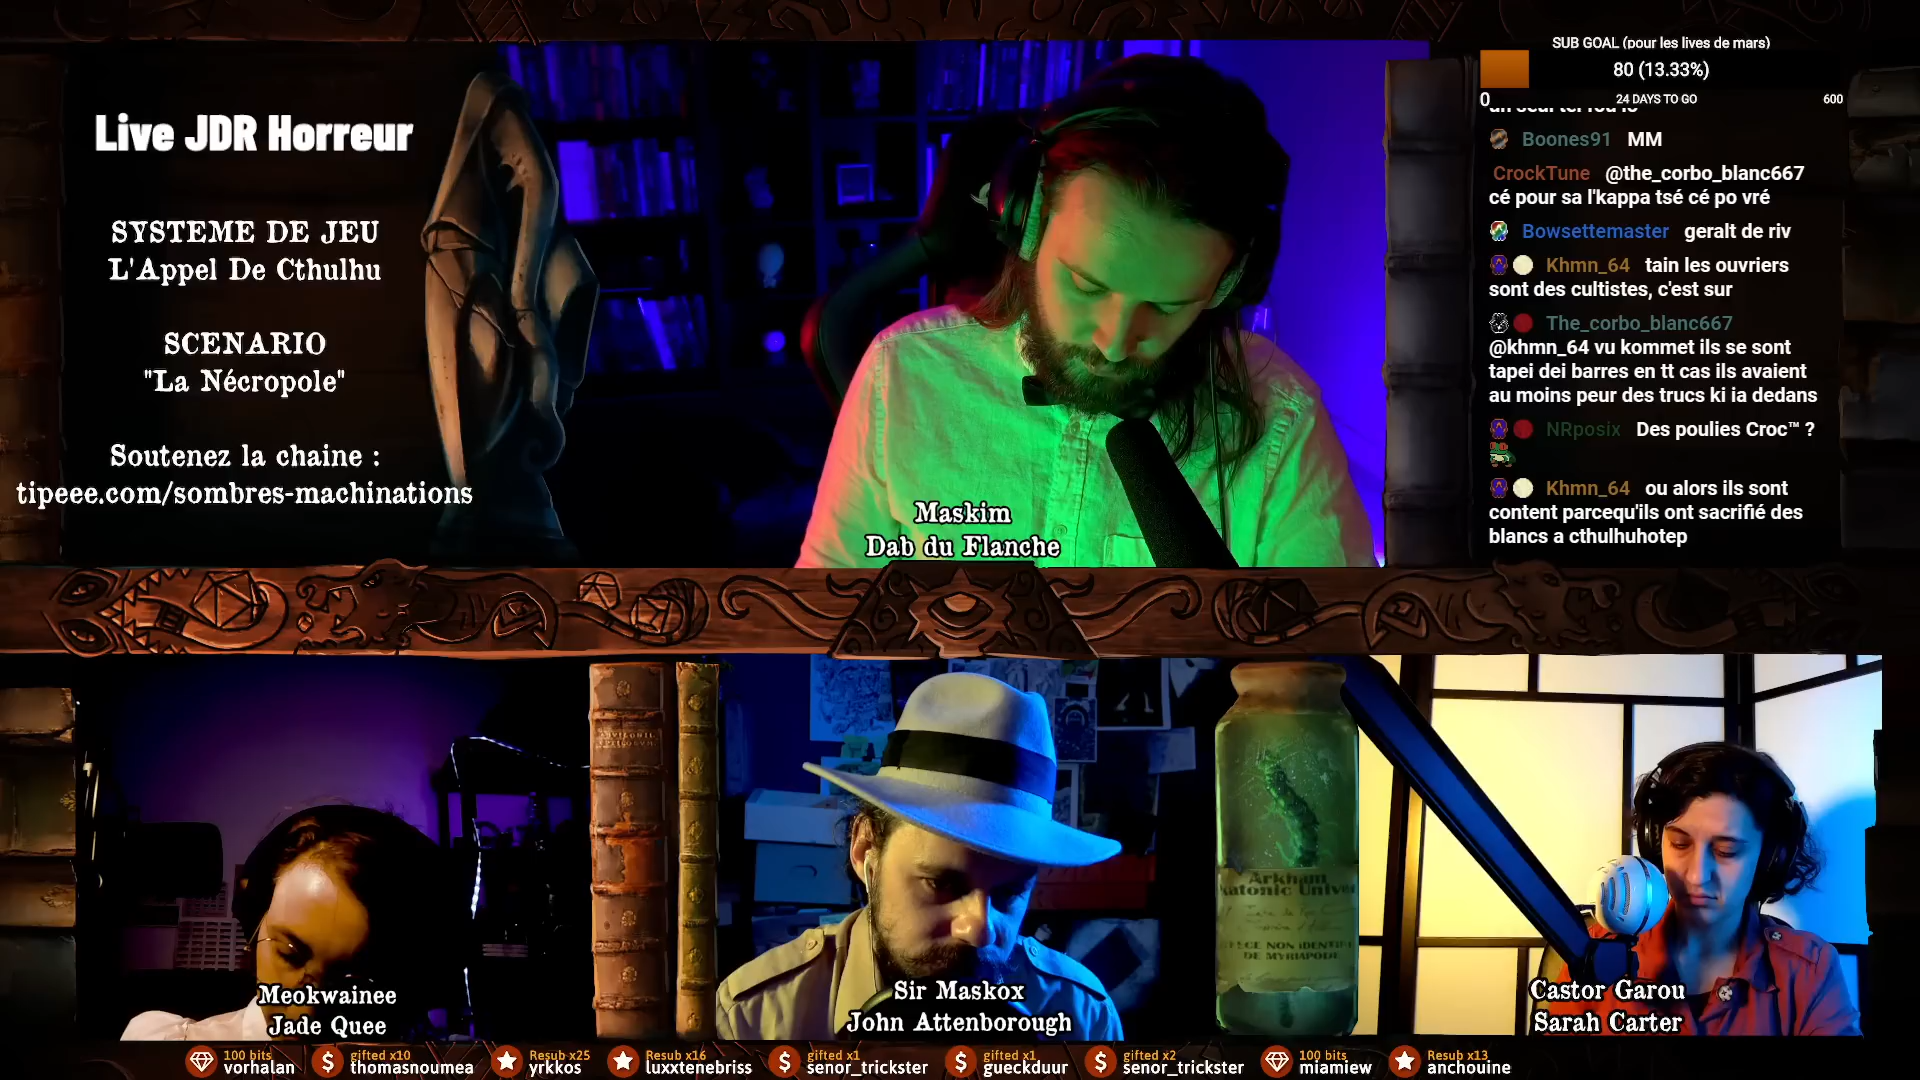 Live JDR Horreur
SYSTEME DE JEU
L'Appel De Cthulhu
SCENARIO
"La Nécropole"
Soutenez la chaine :
tipeee.com/sombres-machinations
Maskim
Dab du Flanche
SUB GOAL (pour les lives de mars)
80 (13.33%)
0
24 DAYS TO GO
600
Boones91 MM
CrockTune @the_corbo_blanc667
cé pour sa l'kappa tsé cé po vré
Bowsettemaster geralt de riv
Khmn_64 tain les ouvriers
sont des cultistes, c'est sur
The_corbo_blanc667
@khmn_64 vu kommet ils se sont
tapei dei barres en tt cas ils avaient
au moins peur des trucs ki ia dedans
NRposix Des poulies Croc™ ?
Khmn_64 ou alors ils sont
content parcequ'ils ont sacrifié des
blancs a cthulhuhotep
Meokwainee
Jade Quee
Sir Maskox
John Attenborough
Arkham
DE MYRIAPODE
Castor Garou
Sarah Carter
100 bits
vorhalan
gifted x10
thomasnoumea
Resub x25
yrkkos
Resub x16
luxxtenebriss
gifted x1
senor_trickster
gifted x1
gueckduur
gifted x2
senor_trickster
100 bits
miamiew
Resub x13
anchouine